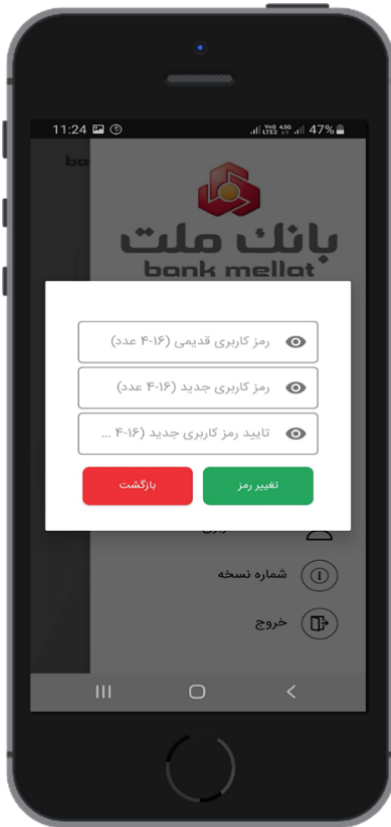 11:24
47%
بانك ملت
bank mellat
رمز کاربری قدیمی (۱۶-۴ عدد)
رمز کاربری جدید (۱۶-۴ عدد)
تایید رمز کاربری جدید (۱۶-۴ ...
تغییر رمز
بازگشت
شماره نسخه
خروج